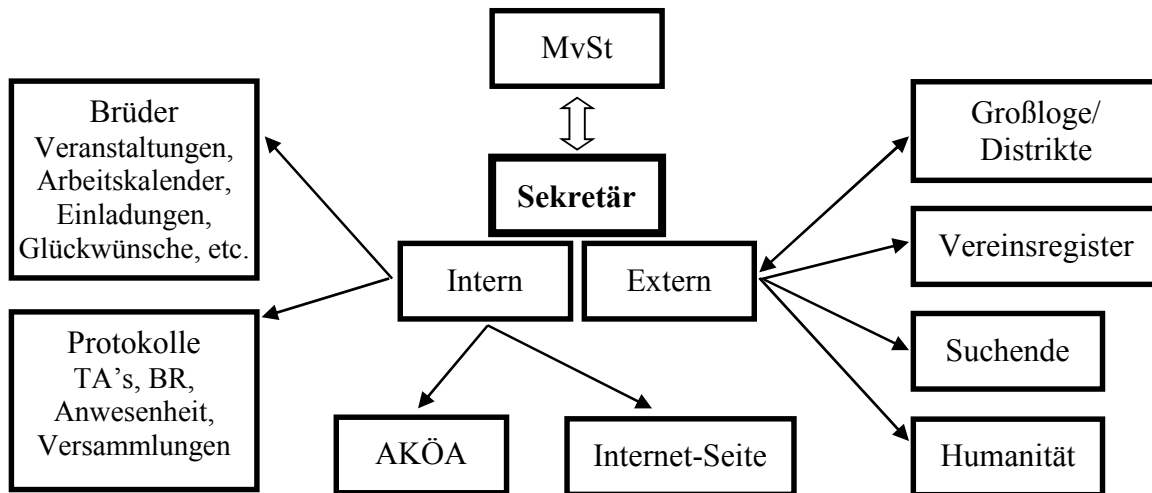 MvSt
Brüder
Veranstaltungen,
Arbeitskalender,
Einladungen,
Glückwünsche, etc.
Großloge/
Distrikte
Sekretär
Intern
Extern
Vereinsregister
Protokolle
TA’s, BR,
Anwesenheit,
Versammlungen
Suchende
AKÖA
Internet-Seite
Humanität